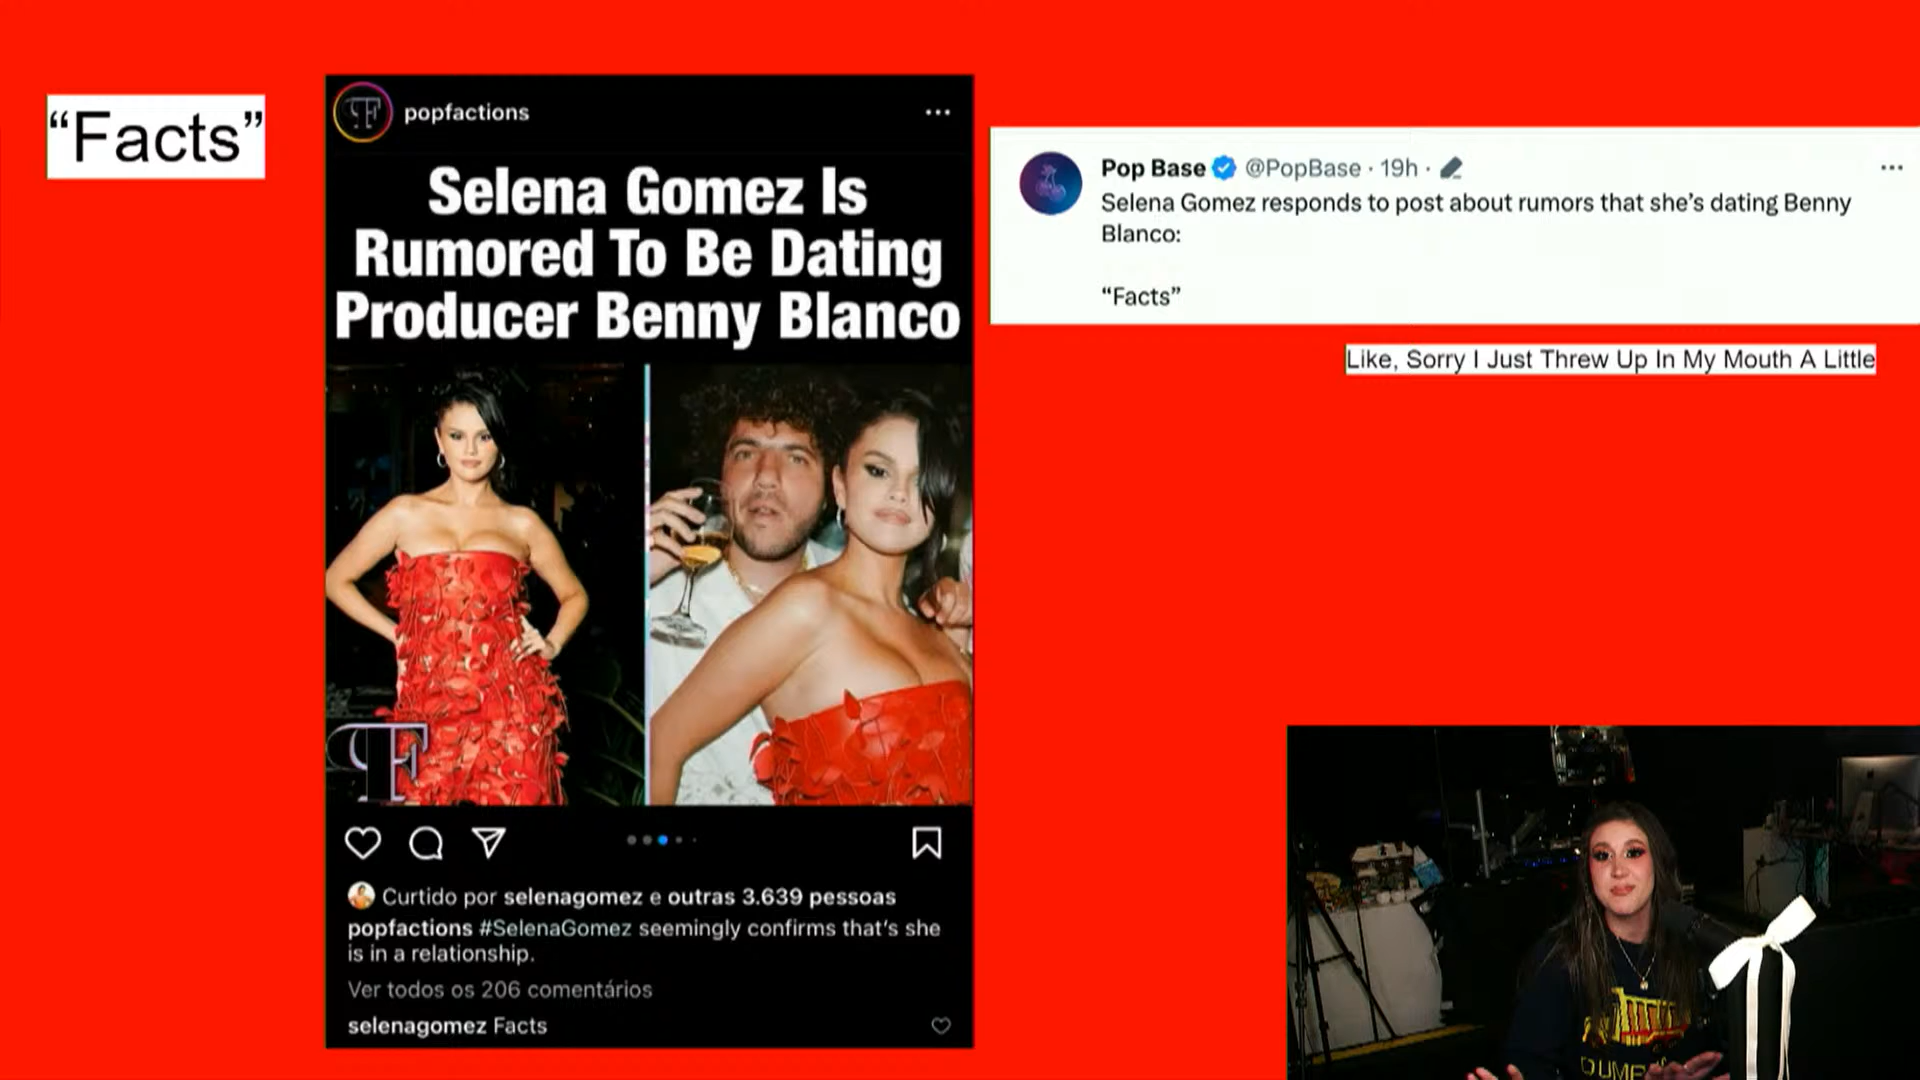 “Facts”
popfactions
Selena Gomez Is
Rumored To Be Dating
Producer Benny Blanco
PF
Curtido por selenagomez e outras 3.639 pessoas
popfactions #SelenaGomez seemingly confirms that’s she
is in a relationship.
Ver todos os 206 comentários
selenagomez Facts
Pop Base @PopBase · 19h ·
Selena Gomez responds to post about rumors that she’s dating Benny
Blanco:
“Facts”
Like, Sorry I Just Threw Up In My Mouth A Little